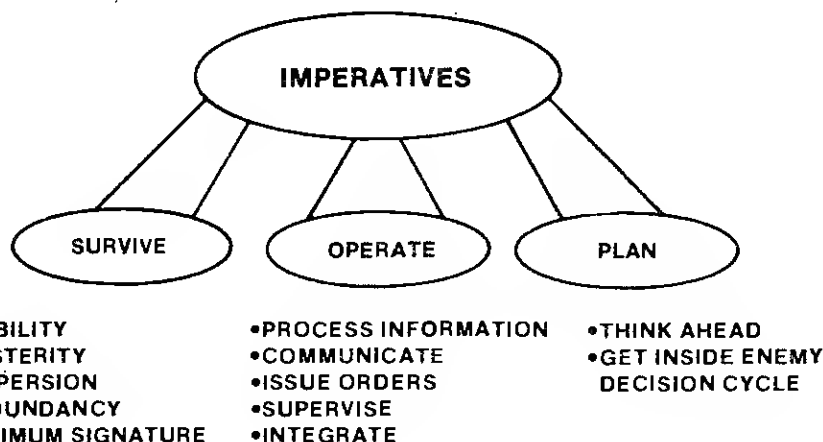 IMPERATIVES
SURVIVE
OPERATE
PLAN
BILITY
STERITY
PERSION
UNDANCY
IMUM SIGNATURE
•PROCESS INFORMATION
•COMMUNICATE
•ISSUE ORDERS
•SUPERVISE
•INTEGRATE
•THINK AHEAD
•GET INSIDE ENEMY
DECISION CYCLE